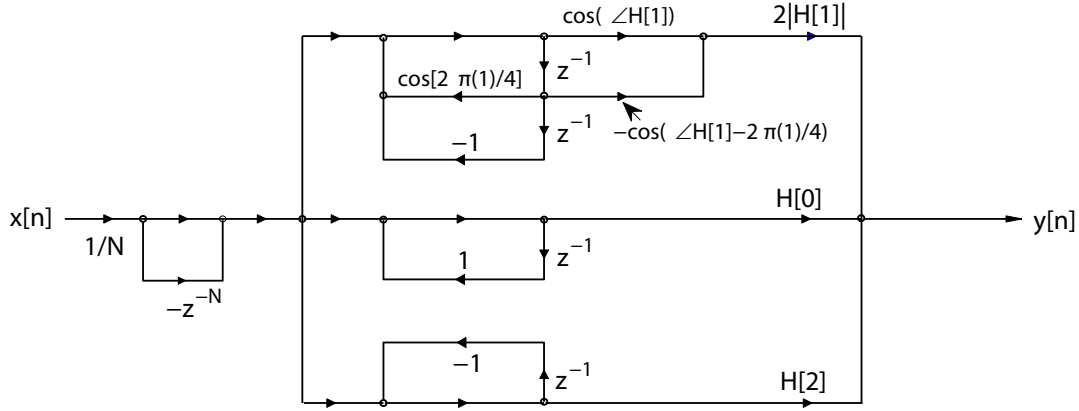 cos( ∠H[1])
2|H[1]|
z⁻¹
cos[2 π(1)/4]
−cos( ∠H[1]−2 π(1)/4)
z⁻¹
−1
x[n]
1/N
−z⁻ᴺ
H[0]
y[n]
1
z⁻¹
−1
z⁻¹
H[2]